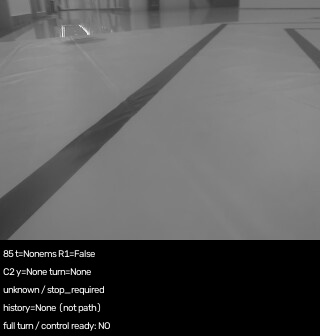 85 t=Nonems R1=False
C2 y=None turn=None
unknown / stop_required
history=None (not path)
full turn / control ready: NO